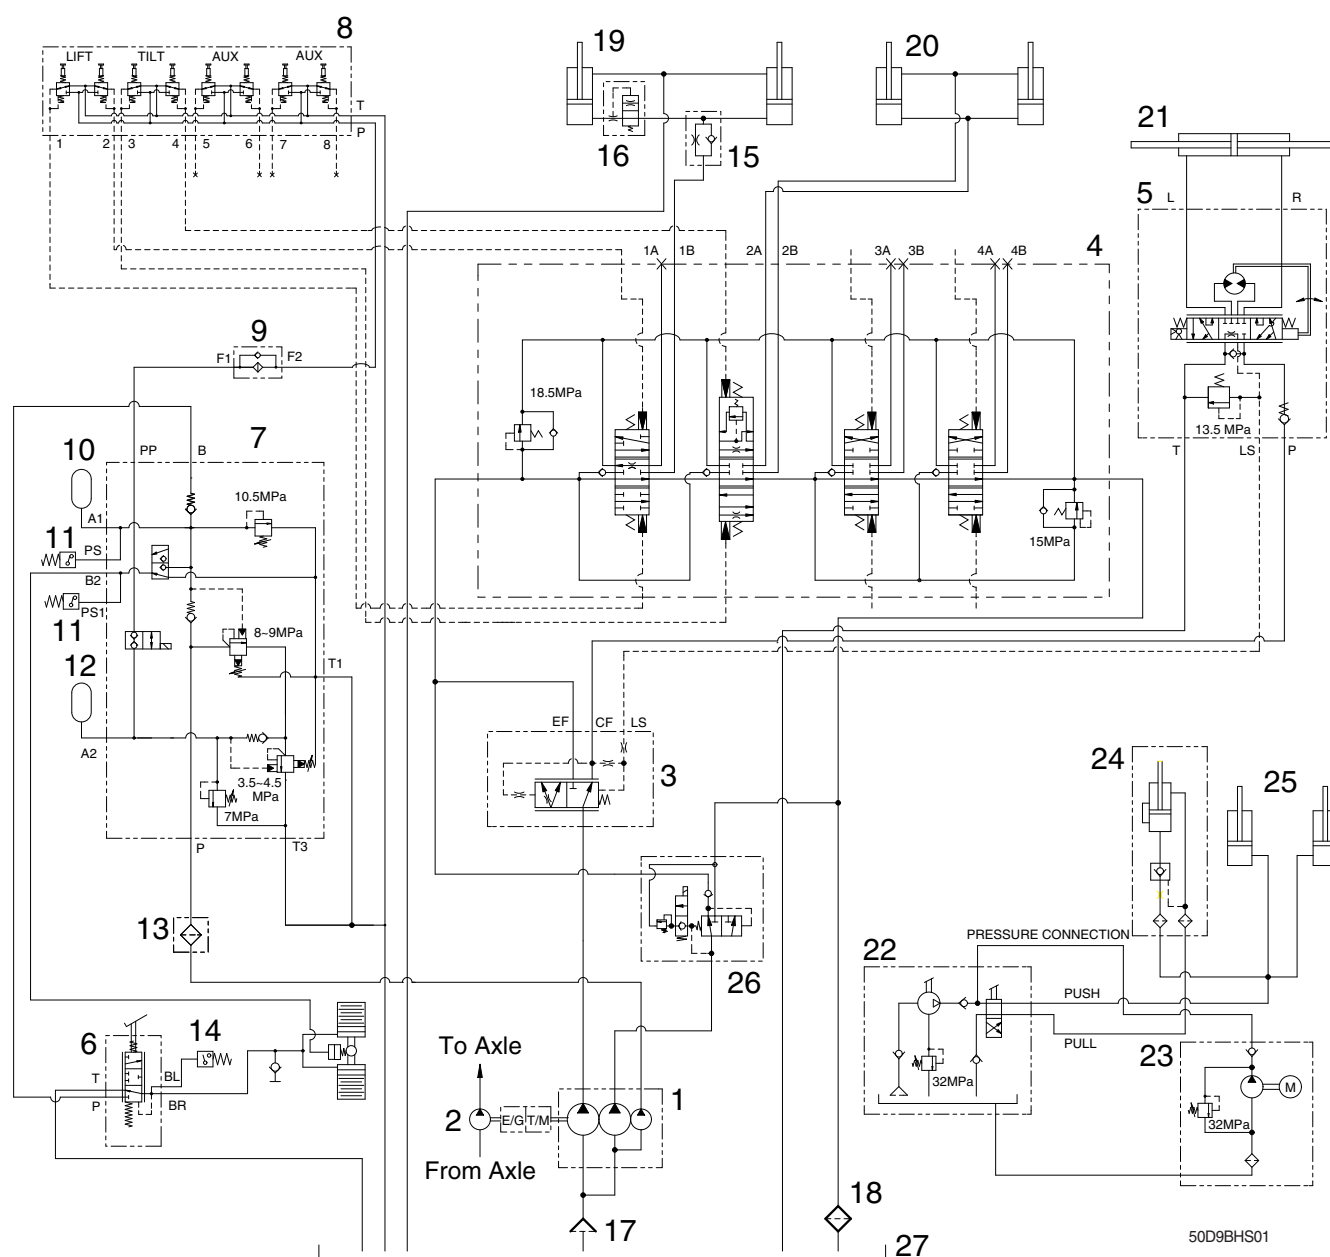 8
LIFT TILT AUX AUX
T
P
1 2 3 4 5 6 7 8
19
16
15
20
21
5
L R
1A 1B 2A 2B 3A 3B 4A 4B
4
18.5MPa
15MPa
13.5 MPa
T LS P
9
F1 F2
7
PP B
10
A1
10.5MPa
11
PS
B2
PS1
11
8~9MPa
12
T1
A2
3.5~4.5
MPa
7MPa
P T3
EF CF LS
3
24
25
13
26
PRESSURE CONNECTION
22
PUSH
PULL
32MPa
23
M
32MPa
6
14
T
P
BL
BR
To Axle
2
E/G T/M
1
From Axle
17
18
27
50D9BHS01